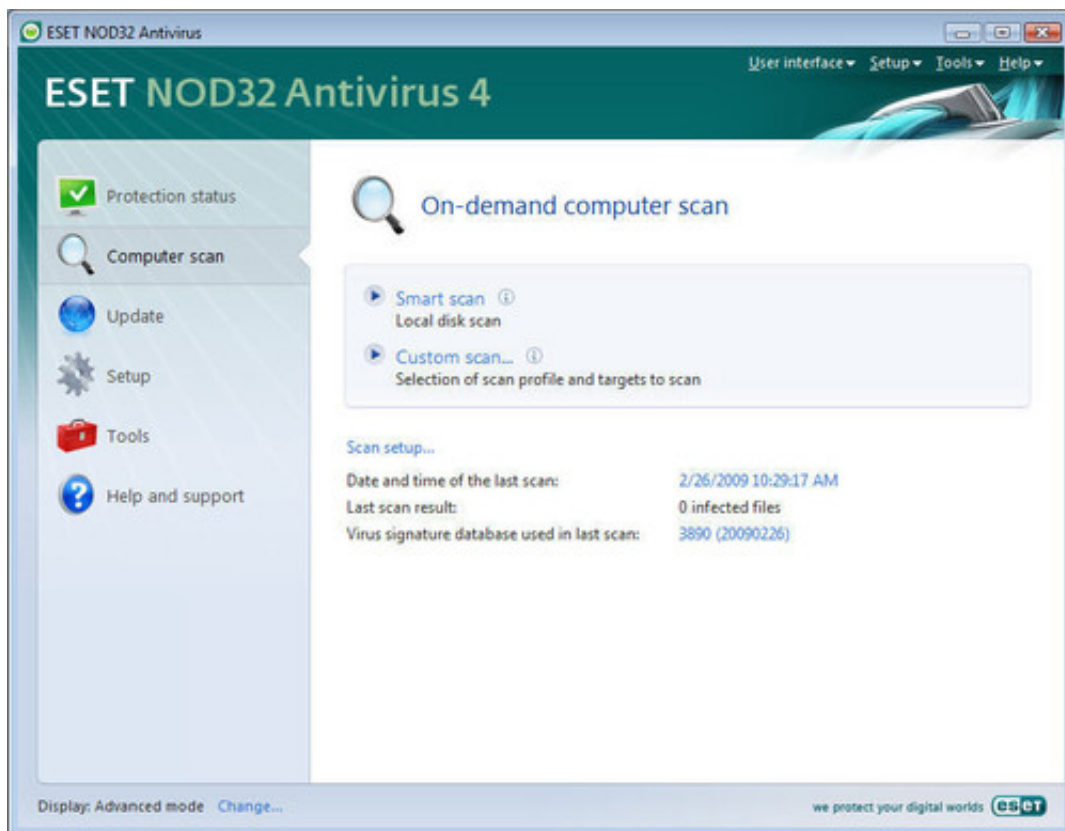 ESET NOD32 Antivirus
User interface Setup Tools Help
ESET NOD32 Antivirus 4
Protection status
Computer scan
Update
Setup
Tools
Help and support
On-demand computer scan
Smart scan
Local disk scan
Custom scan...
Selection of scan profile and targets to scan
Scan setup...
Date and time of the last scan: 2/26/2009 10:29:17 AM
Last scan result: 0 infected files
Virus signature database used in last scan: 3890 (20090226)
Display: Advanced mode Change...
we protect your digital worlds eset